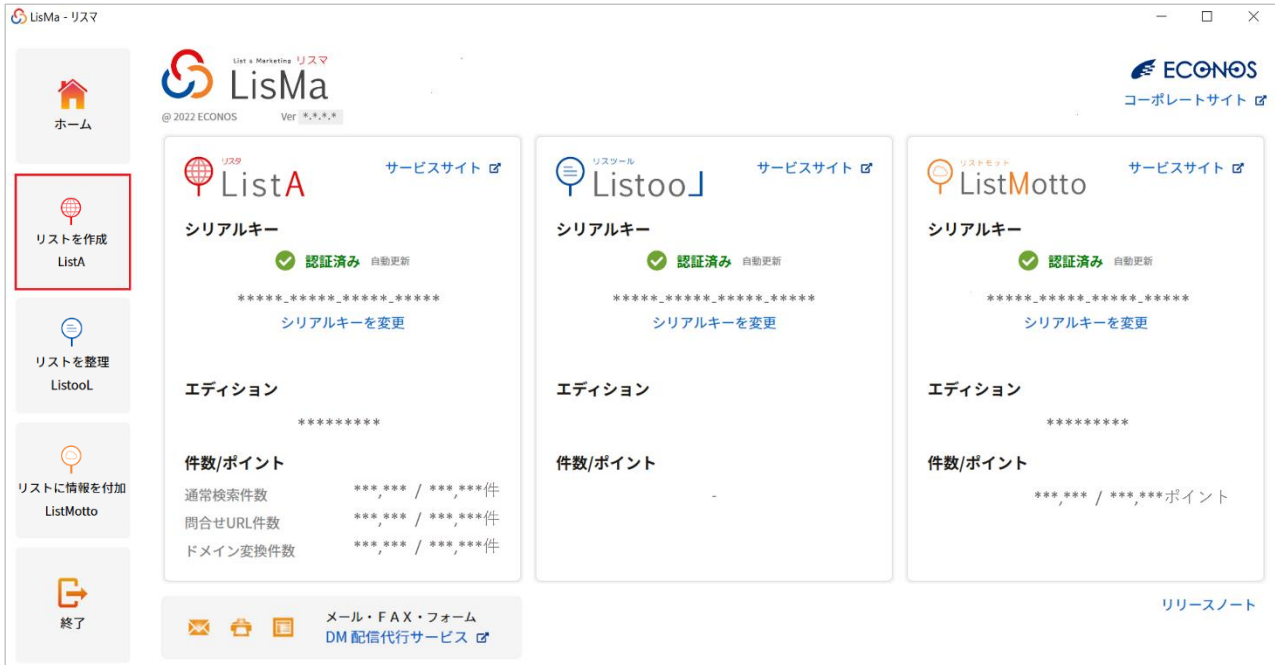 LisMa - リスマ
ホーム
リストを作成
ListA
リストを整理
ListooL
リストに情報を付加
ListMotto
終了
List & Marketing リスマ
LisMa
@ 2022 ECONOS Ver *.*.*.*
ECONOS
コーポレートサイト
リスタ
ListA
サービスサイト
シリアルキー
認証済み 自動更新
*****-*****-*****-*****
シリアルキーを変更
エディション
*********
件数/ポイント
通常検索件数 ***,*** / ***,***件
問合せURL件数 ***,*** / ***,***件
ドメイン変換件数 ***,*** / ***,***件
リスツール
ListooL
サービスサイト
シリアルキー
認証済み 自動更新
*****-*****-*****-*****
シリアルキーを変更
エディション
件数/ポイント
-
リストモット
ListMotto
サービスサイト
シリアルキー
認証済み 自動更新
*****-*****-*****-*****
シリアルキーを変更
エディション
*********
件数/ポイント
***,*** / ***,***ポイント
メール・FAX・フォーム
DM 配信代行サービス
リリースノート